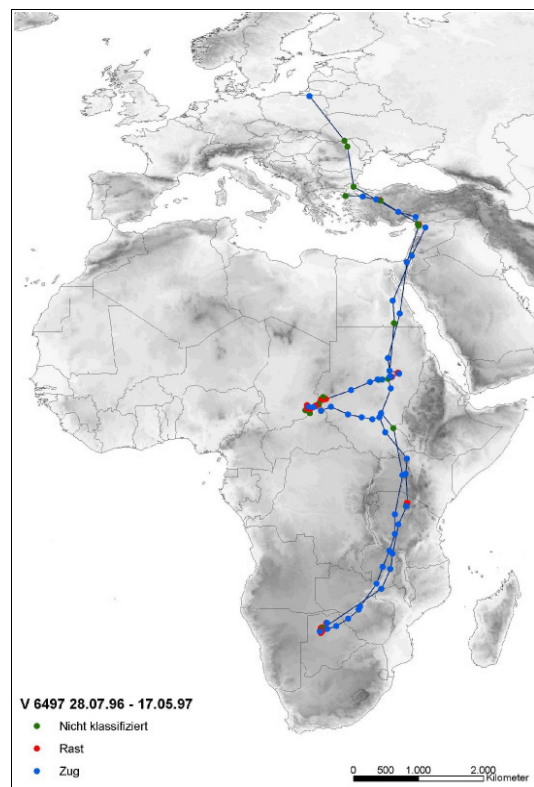 V 6497 28.07.96 - 17.05.97
Nicht klassifiziert
Rast
Zug
0 500 1.000 2.000
Kilometer